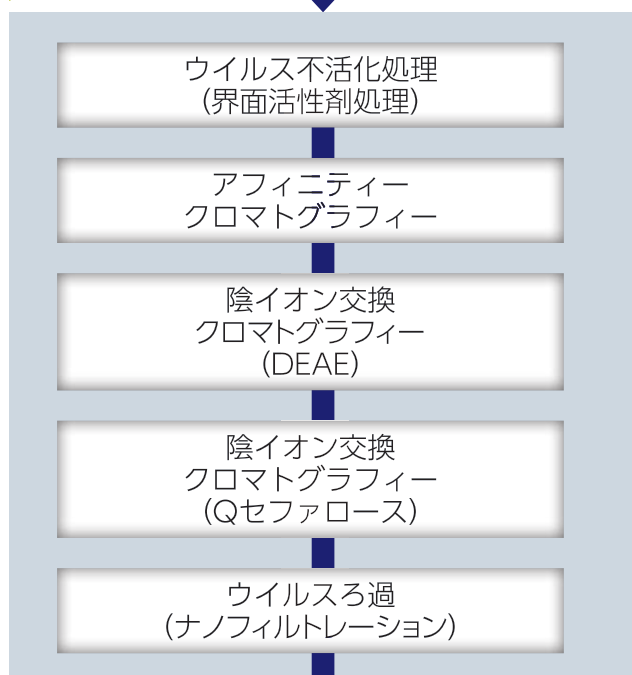 ウイルス不活化処理
(界面活性剤処理)
アフィニティー
クロマトグラフィー
陰イオン交換
クロマトグラフィー
(DEAE)
陰イオン交換
クロマトグラフィー
(Qセファロース)
ウイルスろ過
(ナノフィルトレーション)